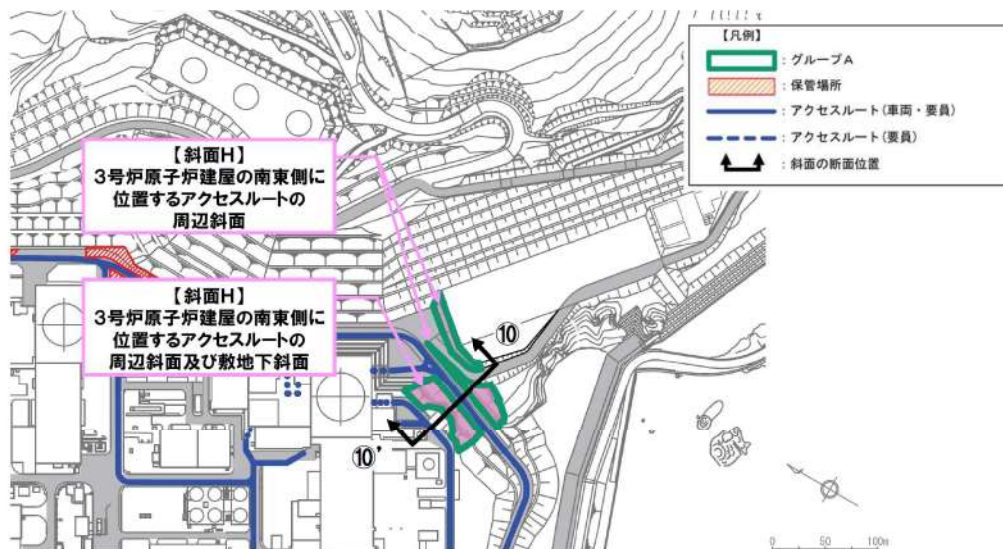 【凡例】
：グループA
：保管場所
：アクセスルート（車両・要員）
：アクセスルート（要員）
：斜面の断面位置
【斜面H】
3号炉原子炉建屋の南東側に
位置するアクセスルートの
周辺斜面
【斜面H】
3号炉原子炉建屋の南東側に
位置するアクセスルートの
周辺斜面及び敷地下斜面
⑩
⑩'
0 50 100m